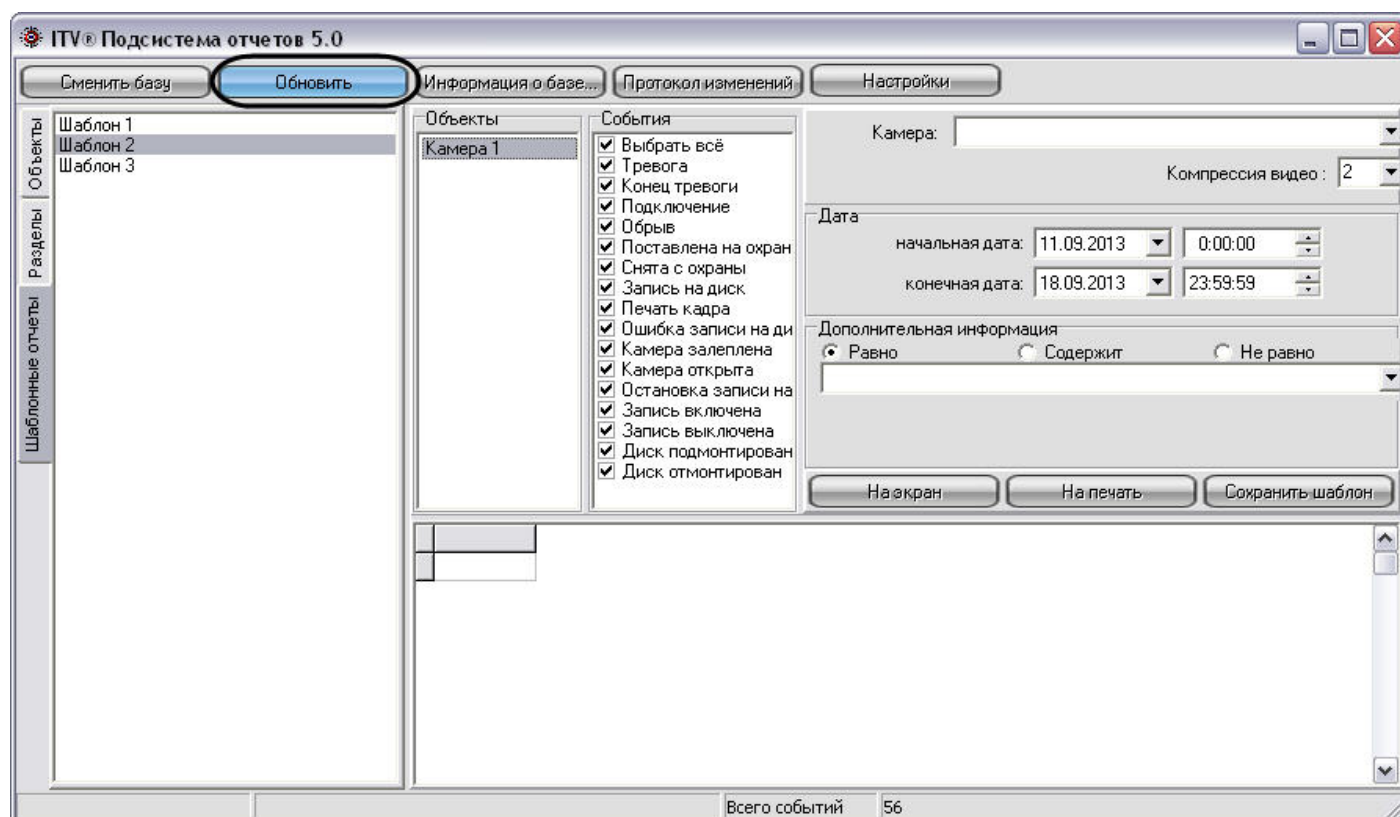 ITV® Подсистема отчетов 5.0
Сменить базу
Обновить
Информация о базе...
Протокол изменений
Настройки
Объекты
Разделы
Шаблонные отчеты
Шаблон 1
Шаблон 2
Шаблон 3
Объекты
Камера 1
События
Выбрать всё
Тревога
Конец тревоги
Подключение
Обрыв
Поставлена на охран
Снята с охраны
Запись на диск
Печать кадра
Ошибка записи на ди
Камера залеплена
Камера открыта
Остановка записи на
Запись включена
Запись выключена
Диск подмонтирован
Диск отмонтирован
Камера:
Компрессия видео : 2
Дата
начальная дата: 11.09.2013 0:00:00
конечная дата: 18.09.2013 23:59:59
Дополнительная информация
Равно Содержит Не равно
На экран
На печать
Сохранить шаблон
Всего событий 56